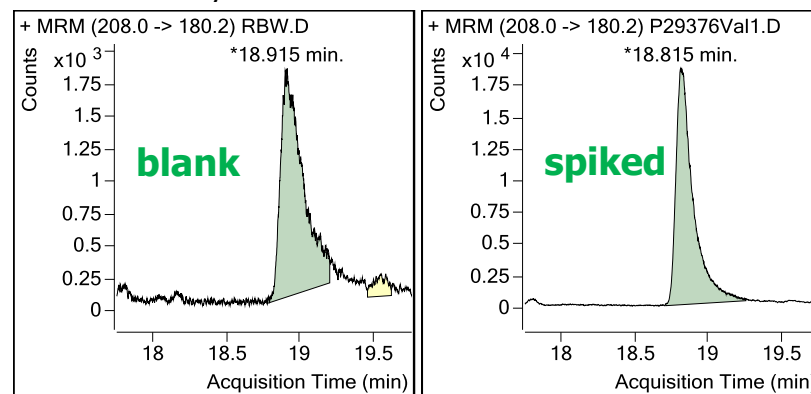 + MRM (208.0 -> 180.2) RBW.D
Counts
x10 3
*18.915 min.
1.75
1.5
1.25
1
0.75
0.5
0.25
0
blank
18
18.5
19
19.5
Acquisition Time (min)
+ MRM (208.0 -> 180.2) P29376Val1.D
Counts
x10 4
*18.815 min.
1.75
1.5
1.25
1
0.75
0.5
0.25
0
spiked
18
18.5
19
19.5
Acquisition Time (min